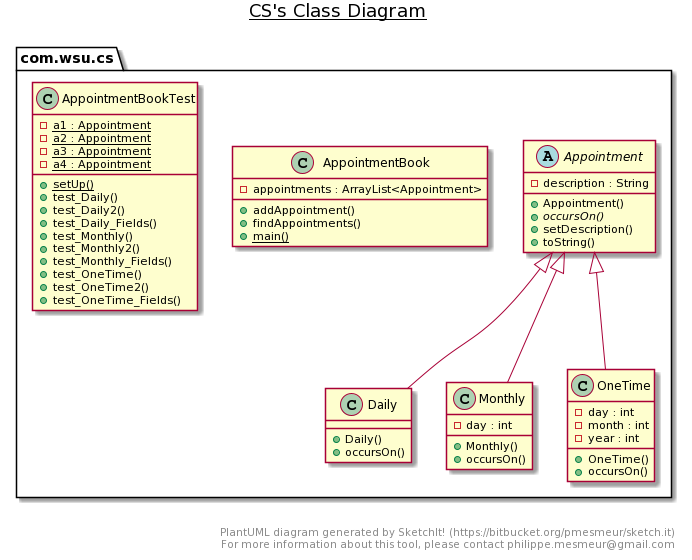 CS's Class Diagram
com.wsu.cs
C AppointmentBookTest
a1 : Appointment
a2 : Appointment
a3 : Appointment
a4 : Appointment
setUp()
test_Daily()
test_Daily2()
test_Daily_Fields()
test_Monthly()
test_Monthly2()
test_Monthly_Fields()
test_OneTime()
test_OneTime2()
test_OneTime_Fields()
C AppointmentBook
appointments : ArrayList<Appointment>
addAppointment()
findAppointments()
main()
A Appointment
description : String
Appointment()
occursOn()
setDescription()
toString()
C Daily
Daily()
occursOn()
C Monthly
day : int
Monthly()
occursOn()
C OneTime
day : int
month : int
year : int
OneTime()
occursOn()
PlantUML diagram generated by SketchIt! (https://bitbucket.org/pmesmeur/sketch.it)
For more information about this tool, please contact philippe.mesmeur@gmail.com